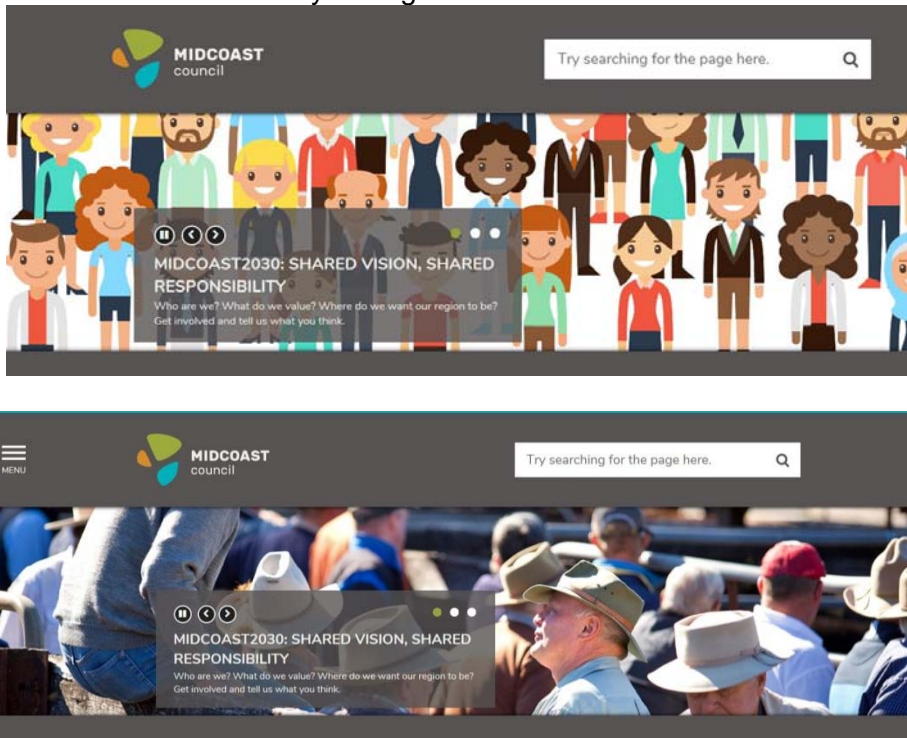 MIDCOAST
council
Try searching for the page here.
MIDCOAST2030: SHARED VISION, SHARED
RESPONSIBILITY
Who are we? What do we value? Where do we want our region to be?
Get involved and tell us what you think.
MENU
MIDCOAST
council
Try searching for the page here.
MIDCOAST2030: SHARED VISION, SHARED
RESPONSIBILITY
Who are we? What do we value? Where do we want our region to be?
Get involved and tell us what you think.